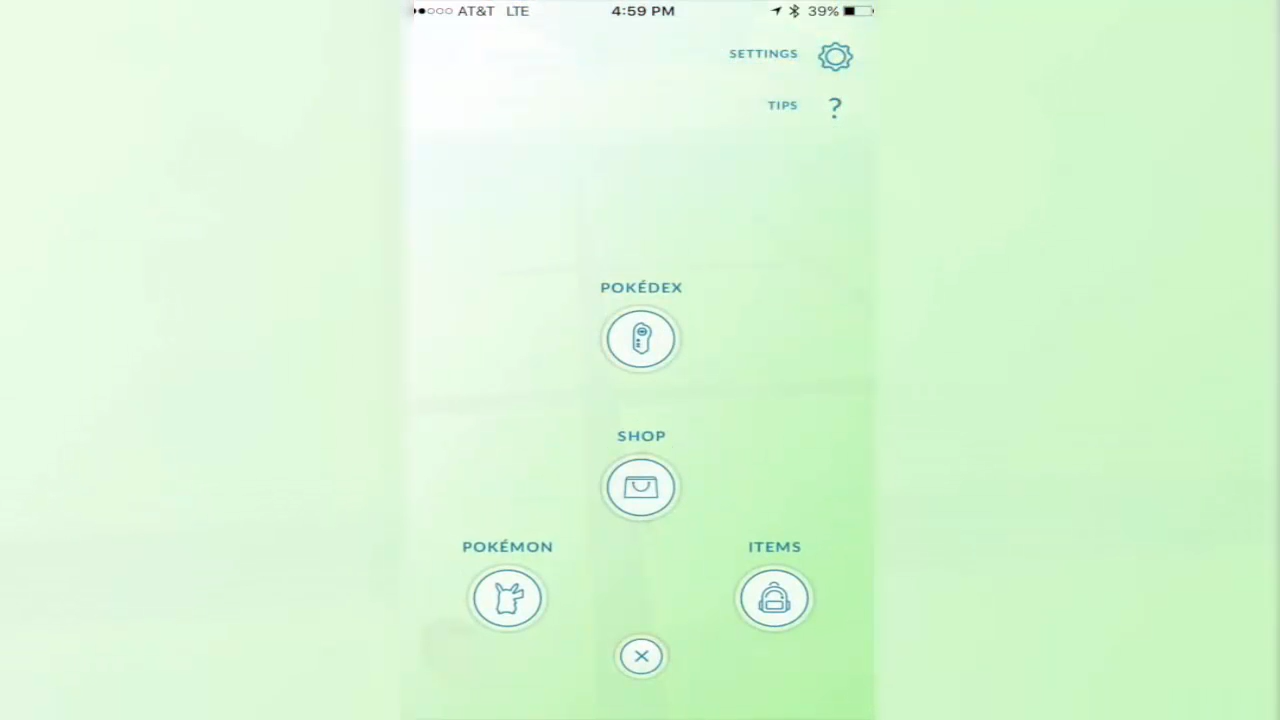 AT&T LTE 4:59 PM 39%
SETTINGS
TIPS ?
POKÉDEX
SHOP
POKÉMON ITEMS